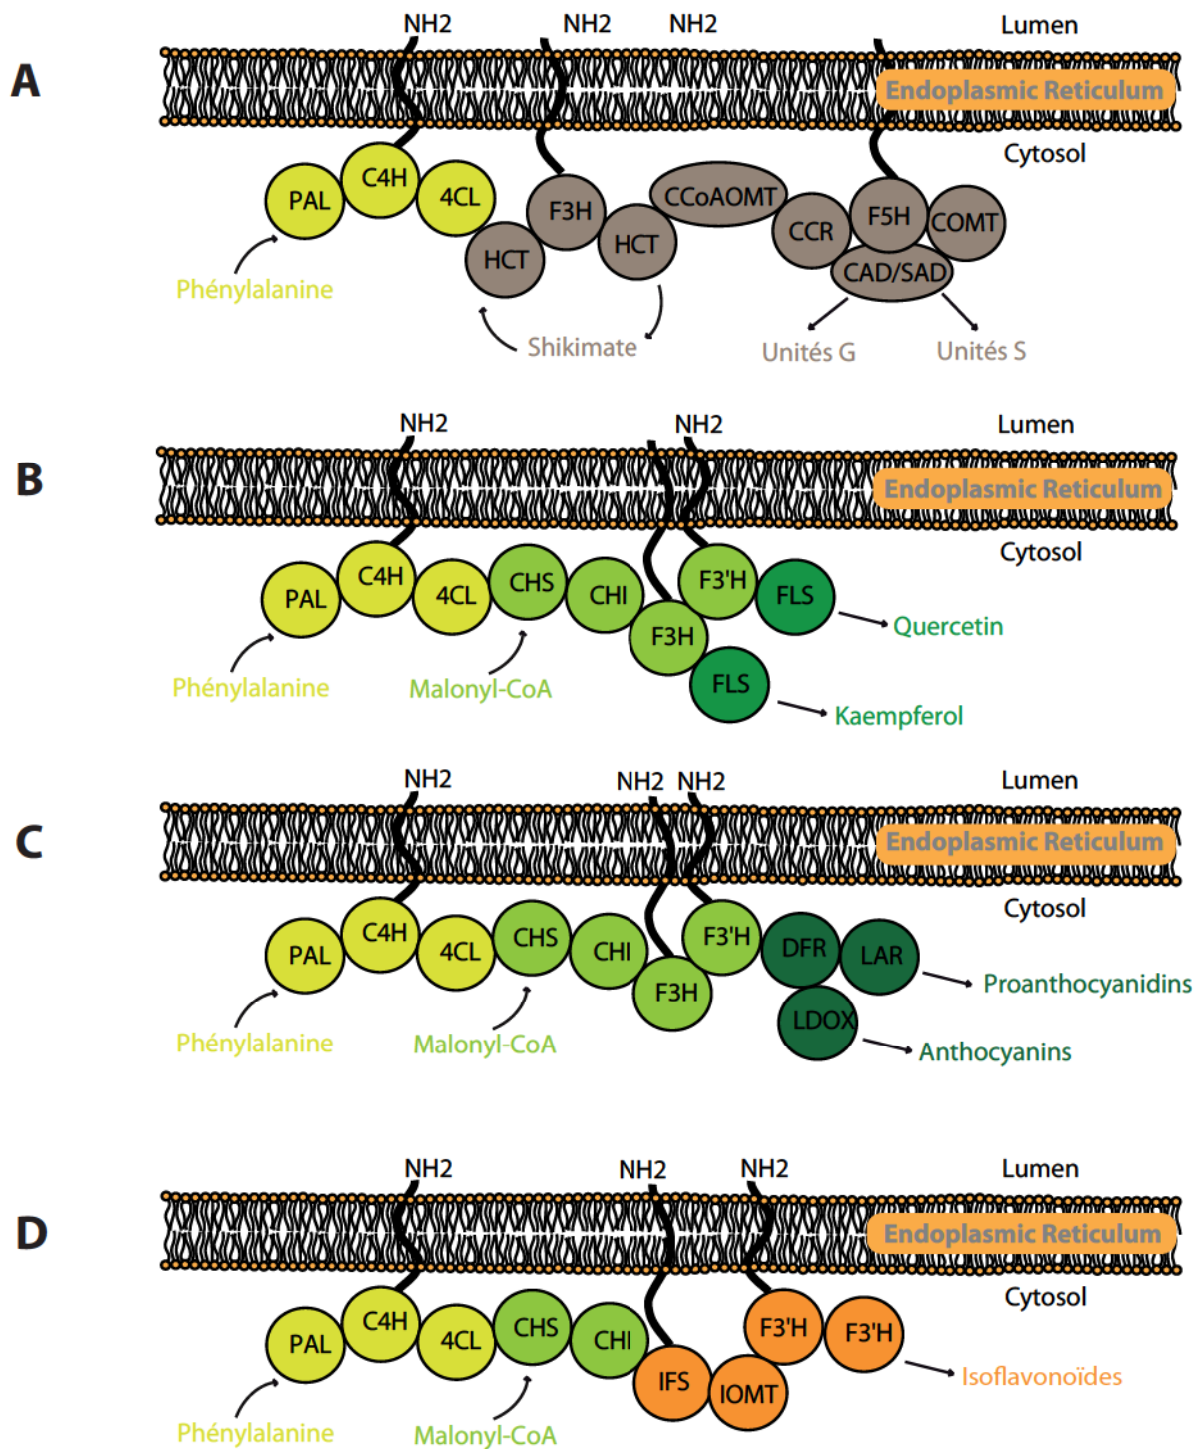 NH2 NH2 NH2 Lumen
A
Endoplasmic Reticulum
Cytosol
PAL C4H 4CL HCT F3H HCT CCoAOMT CCR F5H COMT
CAD/SAD
Phénylalanine
Shikimate
Unités G Unités S
NH2 NH2 Lumen
B
Endoplasmic Reticulum
Cytosol
PAL C4H 4CL CHS CHI F3H F3'H FLS
Quercetin
FLS
Phénylalanine Malonyl-CoA
Kaempferol
NH2 NH2 NH2 Lumen
C
Endoplasmic Reticulum
Cytosol
PAL C4H 4CL CHS CHI F3H F3'H DFR LAR
Proanthocyanidins
LDOX
Phénylalanine Malonyl-CoA
Anthocyanins
NH2 NH2 NH2 Lumen
D
Endoplasmic Reticulum
Cytosol
PAL C4H 4CL CHS CHI IFS IOMT F3'H F3'H
Isoflavonoïdes
Phénylalanine Malonyl-CoA